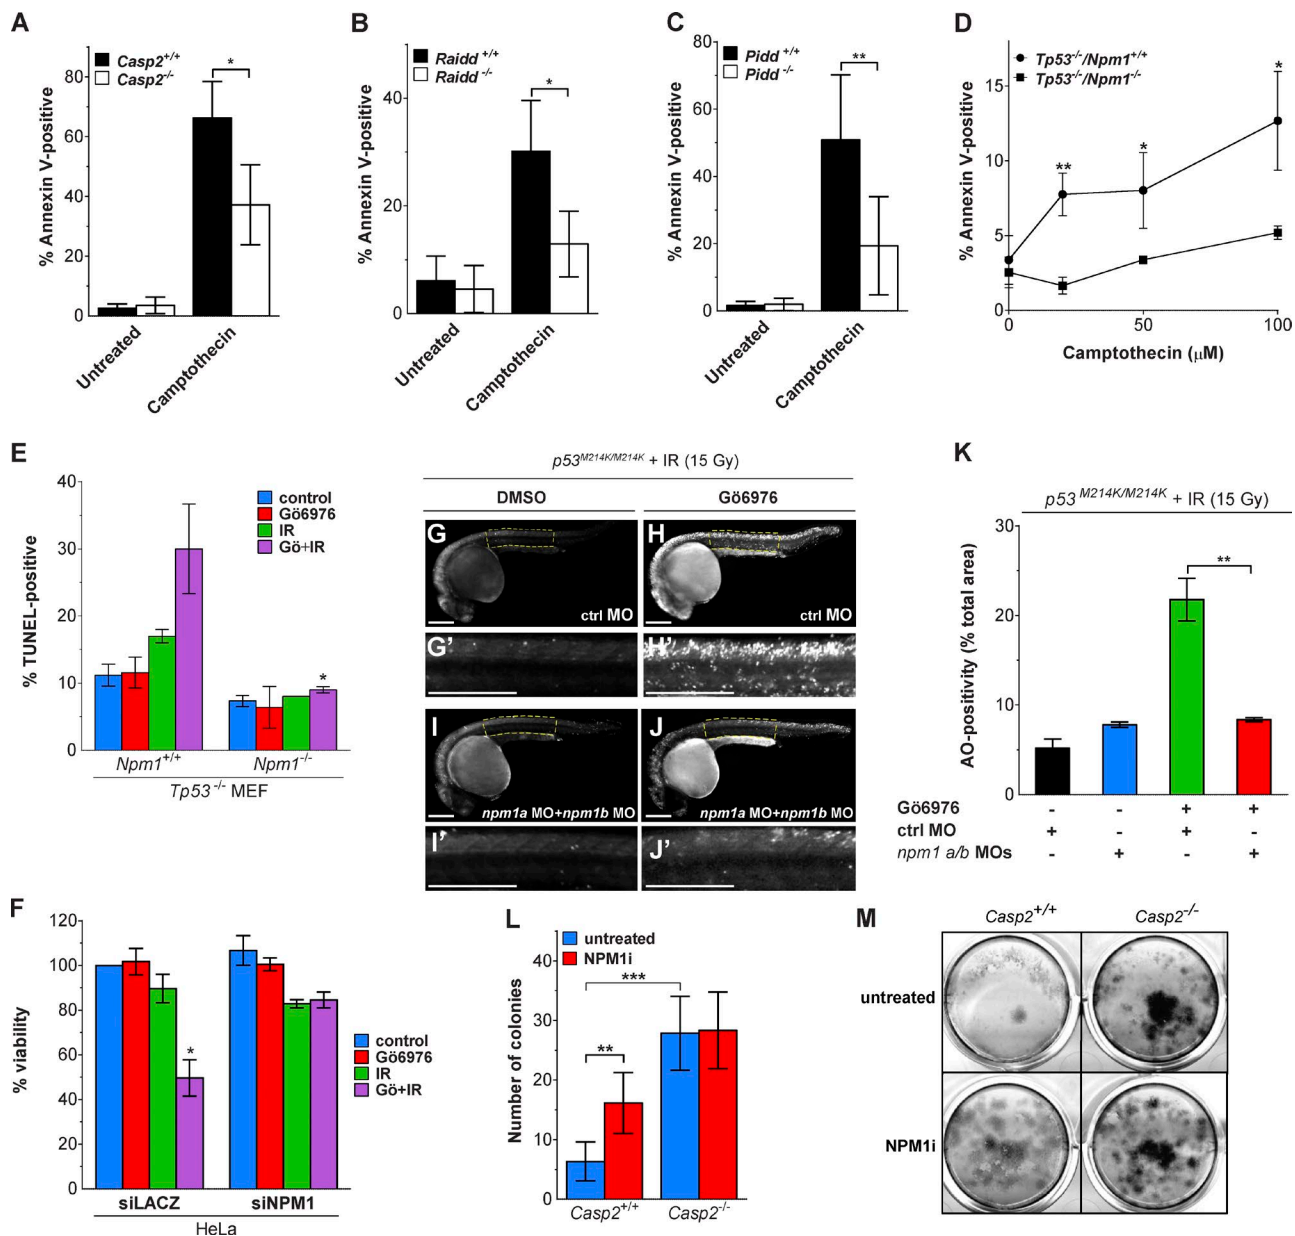 A
Casp2+/+
Casp2-/-
*
% Annexin V-positive
80
60
40
20
0
Untreated
Camptothecin
B
Raidd +/+
Raidd -/-
*
% Annexin V-positive
40
20
0
Untreated
Camptothecin
C
Pidd +/+
Pidd -/-
**
% Annexin V-positive
80
60
40
20
0
Untreated
Camptothecin
D
Tp53-/-/Npm1+/+
Tp53-/-/Npm1-/-
** * *
% Annexin V-positive
15
10
5
0
0 50 100
Camptothecin (μM)
E
control
Gö6976
IR
Gö+IR
*
% TUNEL-positive
40
30
20
10
0
Npm1+/+ Npm1-/-
Tp53-/- MEF
p53M214K/M214K + IR (15 Gy)
DMSO Gö6976
G
ctrl MO
H
ctrl MO
G'
H'
I
npm1a MO+npm1b MO
J
npm1a MO+npm1b MO
I'
J'
K
p53 M214K/M214K + IR (15 Gy)
**
AO-positivity (% total area)
30
20
10
0
Gö6976 - - + +
ctrl MO + - + -
npm1 a/b MOs - + - +
F
% viability
120
100
80
60
40
20
0
*
control
Gö6976
IR
Gö+IR
siLACZ siNPM1
HeLa
L
untreated
NPM1i
***
**
Number of colonies
40
30
20
10
0
Casp2+/+ Casp2-/-
M
Casp2+/+ Casp2-/-
untreated
NPM1i